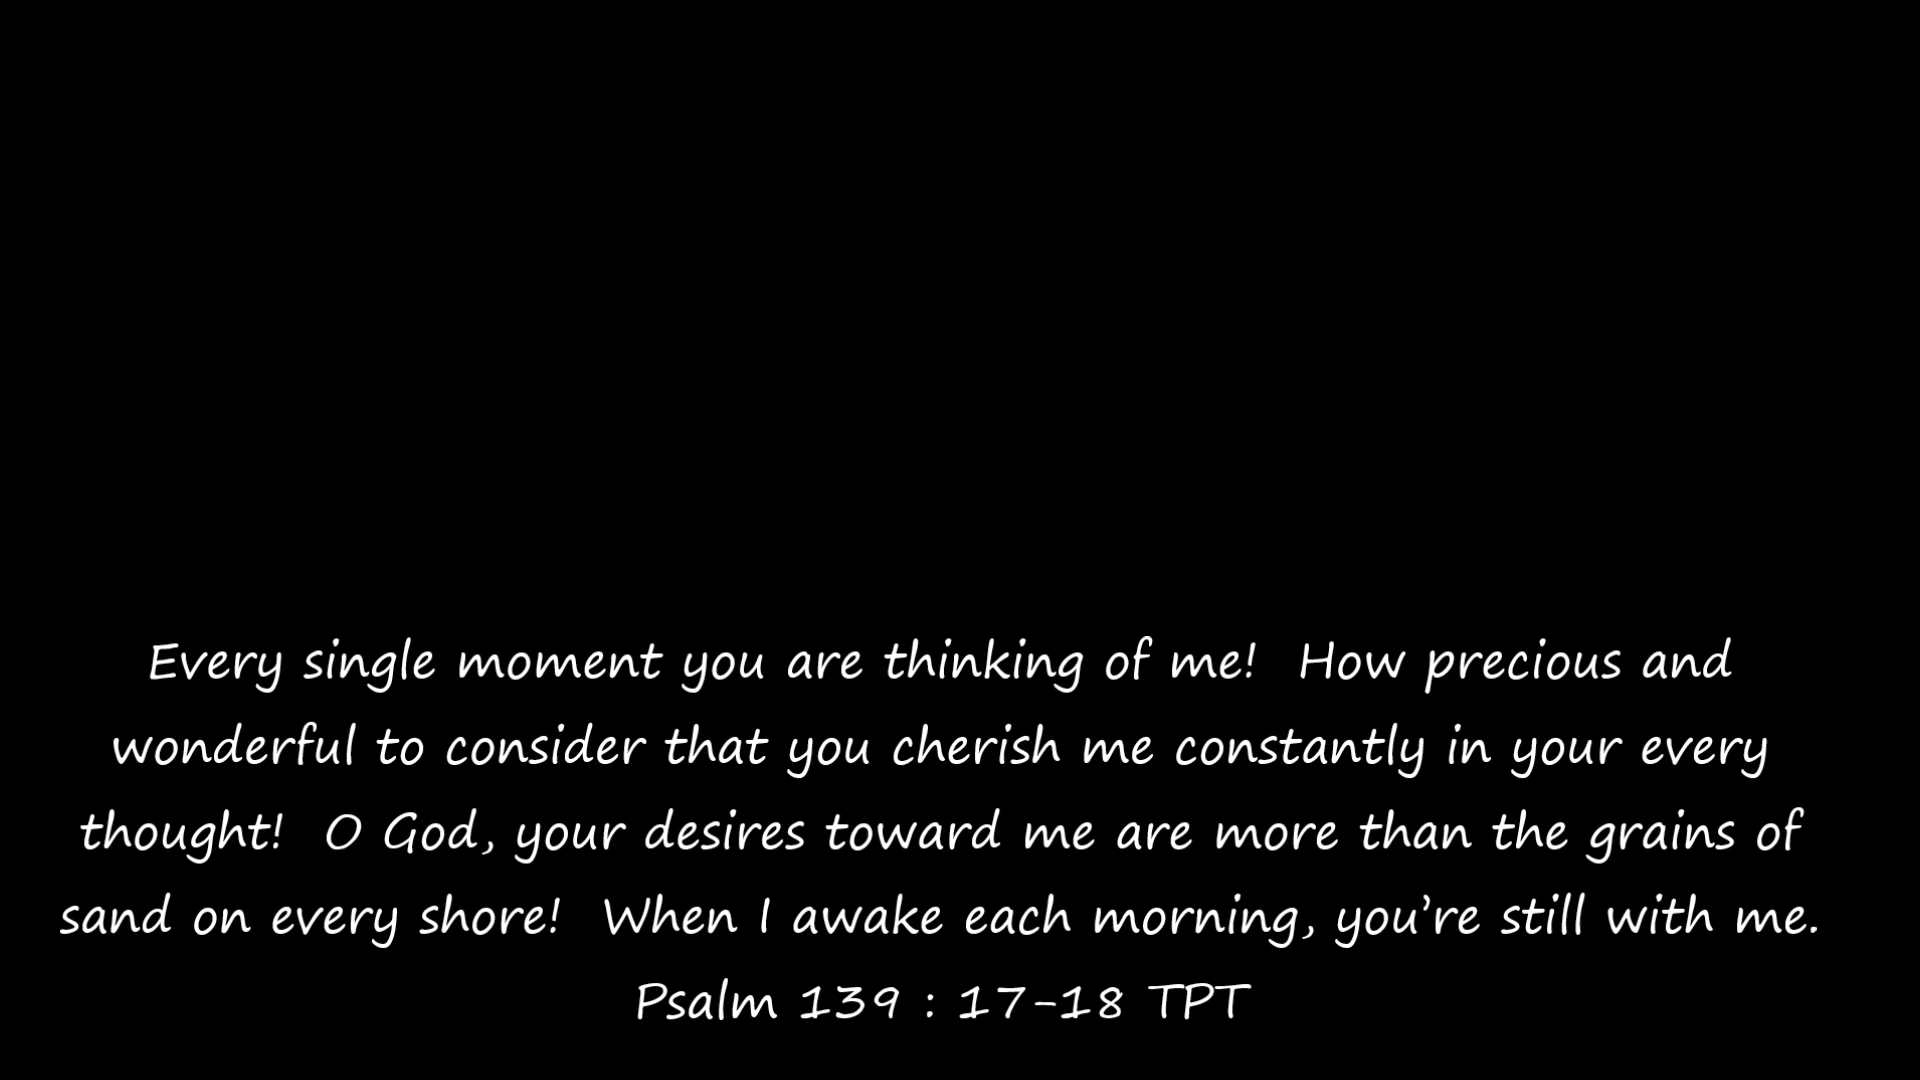 Every single moment you are thinking of me!  How precious and
wonderful to consider that you cherish me constantly in your every
thought!  O God, your desires toward me are more than the grains of
sand on every shore!  When I awake each morning, you’re still with me.
Psalm 139 : 17-18 TPT